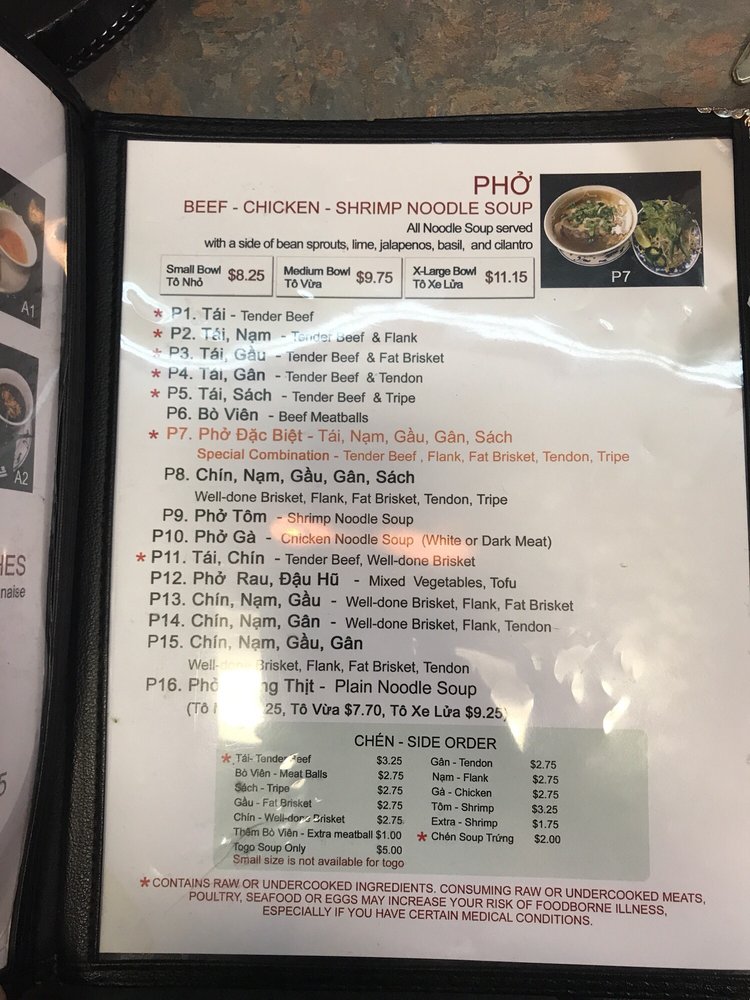 A1
A2
HES
naise
5
PHỞ
BEEF - CHICKEN - SHRIMP NOODLE SOUP
All Noodle Soup served
with a side of bean sprouts, lime, jalapenos, basil, and cilantro
P7
Small Bowl Tô Nhỏ $8.25
Medium Bowl Tô Vừa $9.75
X-Large Bowl Tô Xe Lửa $11.15
* P1. Tái - Tender Beef
* P2. Tái, Nạm - Tender Beef & Flank
* P3. Tái, Gầu - Tender Beef & Fat Brisket
* P4. Tái, Gân - Tender Beef & Tendon
* P5. Tái, Sách - Tender Beef & Tripe
P6. Bò Viên - Beef Meatballs
* P7. Phở Đặc Biệt - Tái, Nạm, Gầu, Gân, Sách
Special Combination - Tender Beef , Flank, Fat Brisket, Tendon, Tripe
P8. Chín, Nạm, Gầu, Gân, Sách
Well-done Brisket, Flank, Fat Brisket, Tendon, Tripe
P9. Phở Tôm - Shrimp Noodle Soup
P10. Phở Gà - Chicken Noodle Soup (White or Dark Meat)
* P11. Tái, Chín - Tender Beef, Well-done Brisket
P12. Phở Rau, Đậu Hũ - Mixed Vegetables, Tofu
P13. Chín, Nạm, Gầu - Well-done Brisket, Flank, Fat Brisket
P14. Chín, Nạm, Gân - Well-done Brisket, Flank, Tendon
P15. Chín, Nạm, Gầu, Gân
Well-done Brisket, Flank, Fat Brisket, Tendon
P16. Thịt - Plain Noodle Soup
(Tô 25, Tô Vừa $7.70, Tô Xe Lửa $9.25)
CHÉN - SIDE ORDER
* Tái- Tender Beef $3.25
Bò Viên - Meat Balls $2.75
Sách - Tripe $2.75
Gầu - Fat Brisket $2.75
Chín - Well-done Brisket $2.75
Thêm Bò Viên - Extra meatball $1.00
Togo Soup Only $5.00
Small size is not available for togo
Gân - Tendon $2.75
Nạm - Flank $2.75
Gà - Chicken $2.75
Tôm - Shrimp $3.25
Extra - Shrimp $1.75
* Chén Soup Trứng $2.00
* CONTAINS RAW OR UNDERCOOKED INGREDIENTS. CONSUMING RAW OR UNDERCOOKED MEATS,
POULTRY, SEAFOOD OR EGGS MAY INCREASE YOUR RISK OF FOODBORNE ILLNESS,
ESPECIALLY IF YOU HAVE CERTAIN MEDICAL CONDITIONS.